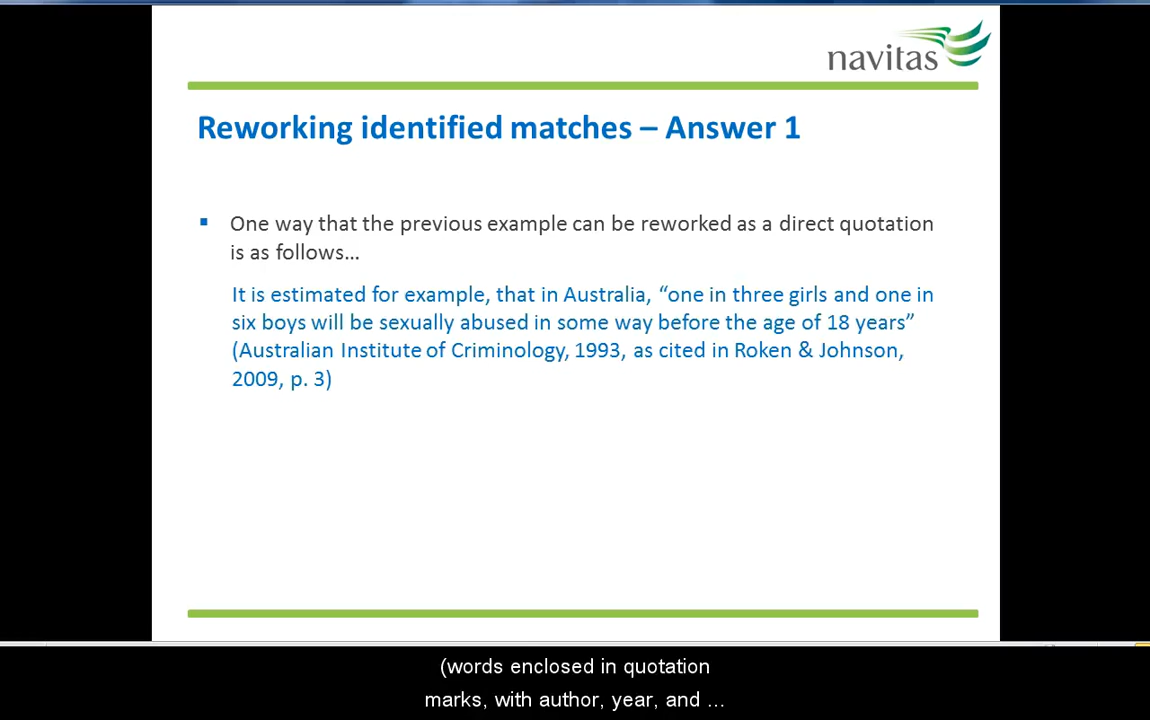 navitas
Reworking identified matches – Answer 1
▪ One way that the previous example can be reworked as a direct quotation
is as follows…
It is estimated for example, that in Australia, “one in three girls and one in
six boys will be sexually abused in some way before the age of 18 years”
(Australian Institute of Criminology, 1993, as cited in Roken & Johnson,
2009, p. 3)
(words enclosed in quotation
marks, with author, year, and ...